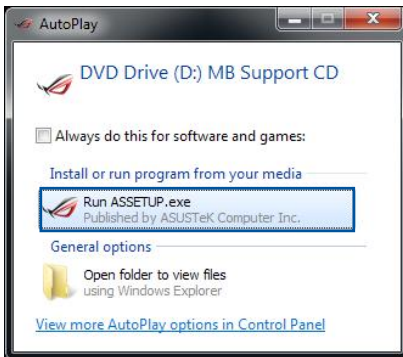 AutoPlay
DVD Drive (D:) MB Support CD
Always do this for software and games:
Install or run program from your media
Run ASSETUP.exe
Published by ASUSTeK Computer Inc.
General options
Open folder to view files
using Windows Explorer
View more AutoPlay options in Control Panel